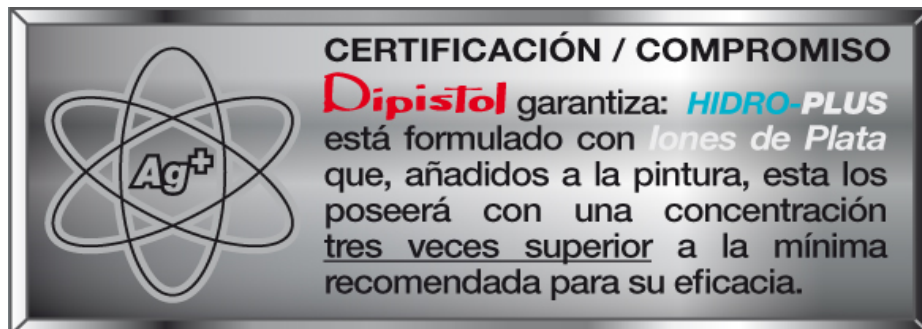 Ag+
CERTIFICACIÓN / COMPROMISO
Dipistol garantiza: HIDRO-PLUS
está formulado con Iones de Plata
que, añadidos a la pintura, esta los
poseerá con una concentración
tres veces superior a la mínima
recomendada para su eficacia.